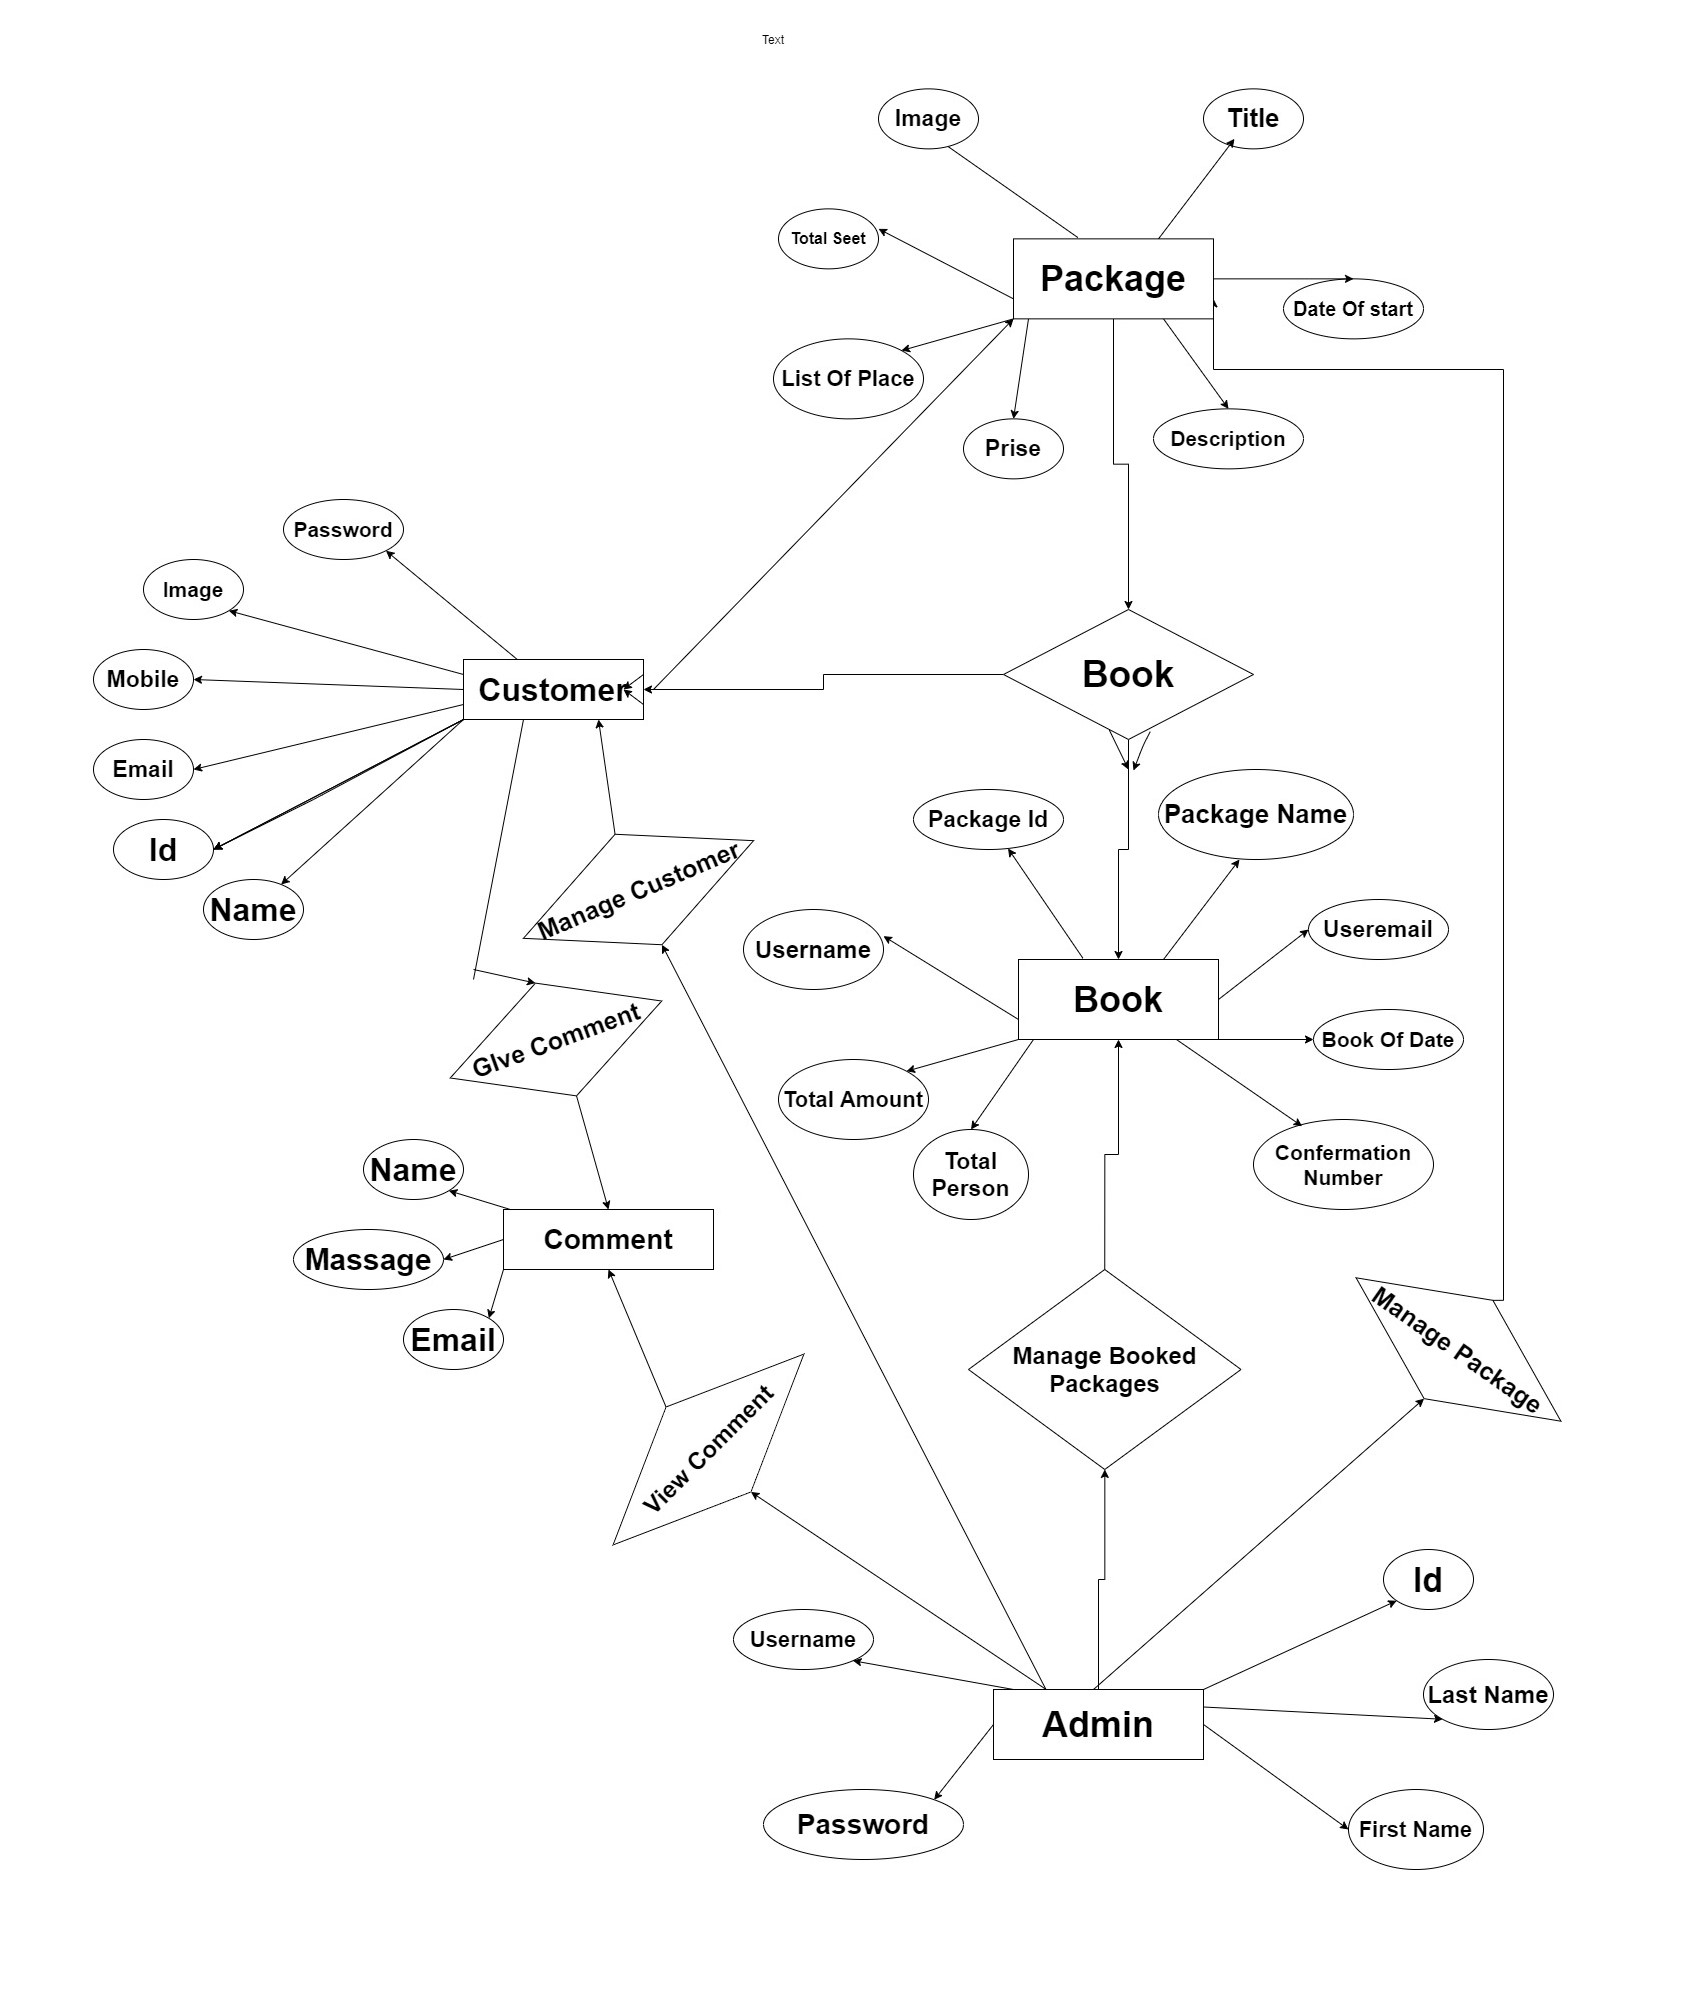 Text
Image
Title
Total Seet
Package
Date Of start
List Of Place
Prise
Description
Password
Image
Mobile
Customer
Book
Email
Id
Name
Manage Customer
Package Id
Package Name
Username
Useremail
Book
Book Of Date
GIve Comment
Total Amount
Total
Person
Confermation
Number
Name
Massage
Comment
Email
Manage Booked
Packages
Manage Package
View Comment
Id
Username
Last Name
Admin
Password
First Name